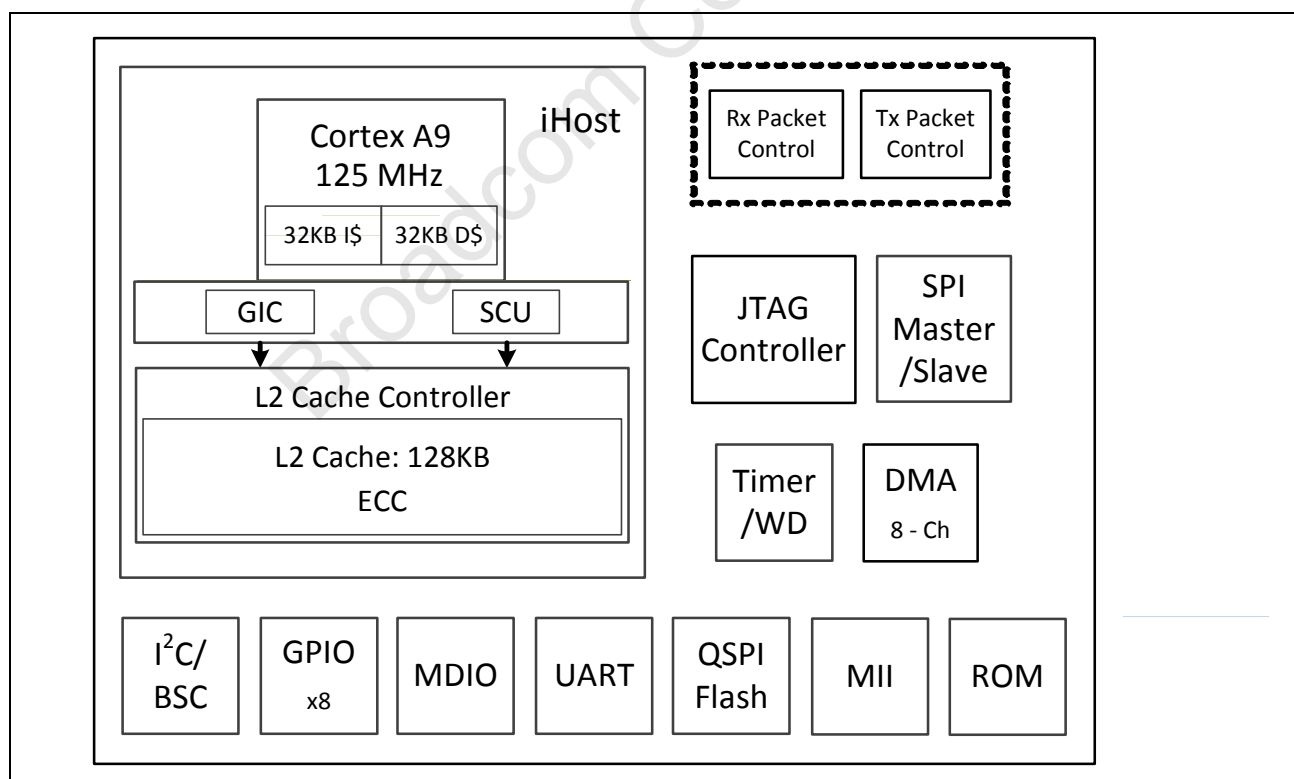 Broadcom Co
iHost
Cortex A9
125 MHz
32KB I$ 32KB D$
GIC SCU
L2 Cache Controller
L2 Cache: 128KB
ECC
Rx Packet
Control
Tx Packet
Control
JTAG
Controller
SPI
Master
/Slave
Timer
/WD
DMA
8 - Ch
I²C/
BSC
GPIO
x8
MDIO
UART
QSPI
Flash
MII
ROM